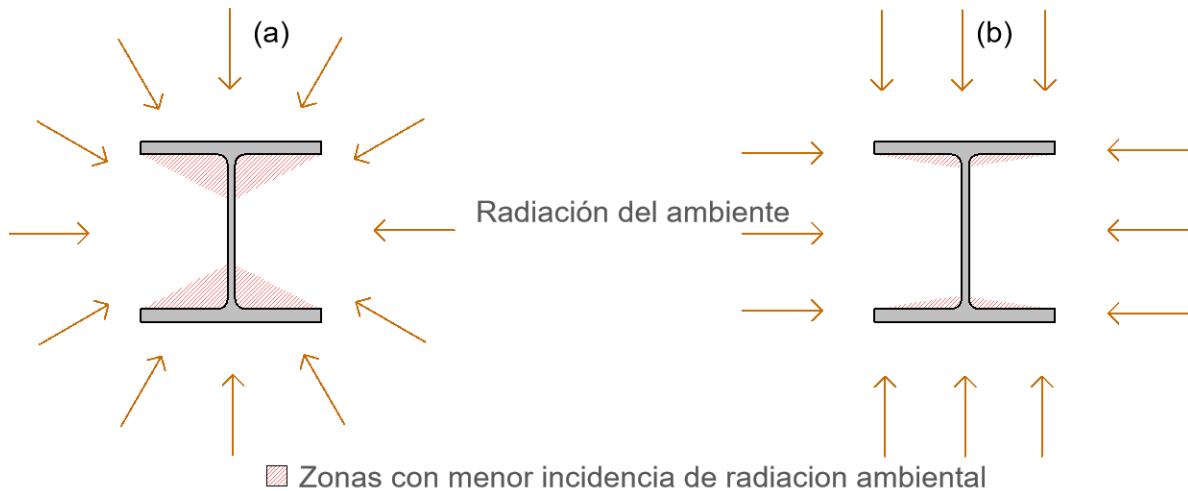 (a)
(b)
Radiación del ambiente
Zonas con menor incidencia de radiacion ambiental